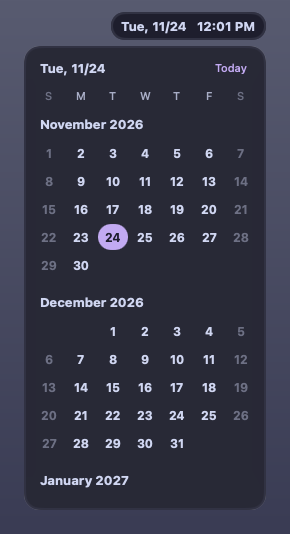 Tue, 11/24 12:01 PM
Tue, 11/24 Today
S M T W T F S
November 2026
1 2 3 4 5 6 7
8 9 10 11 12 13 14
15 16 17 18 19 20 21
22 23 24 25 26 27 28
29 30
December 2026
1 2 3 4 5
6 7 8 9 10 11 12
13 14 15 16 17 18 19
20 21 22 23 24 25 26
27 28 29 30 31
January 2027